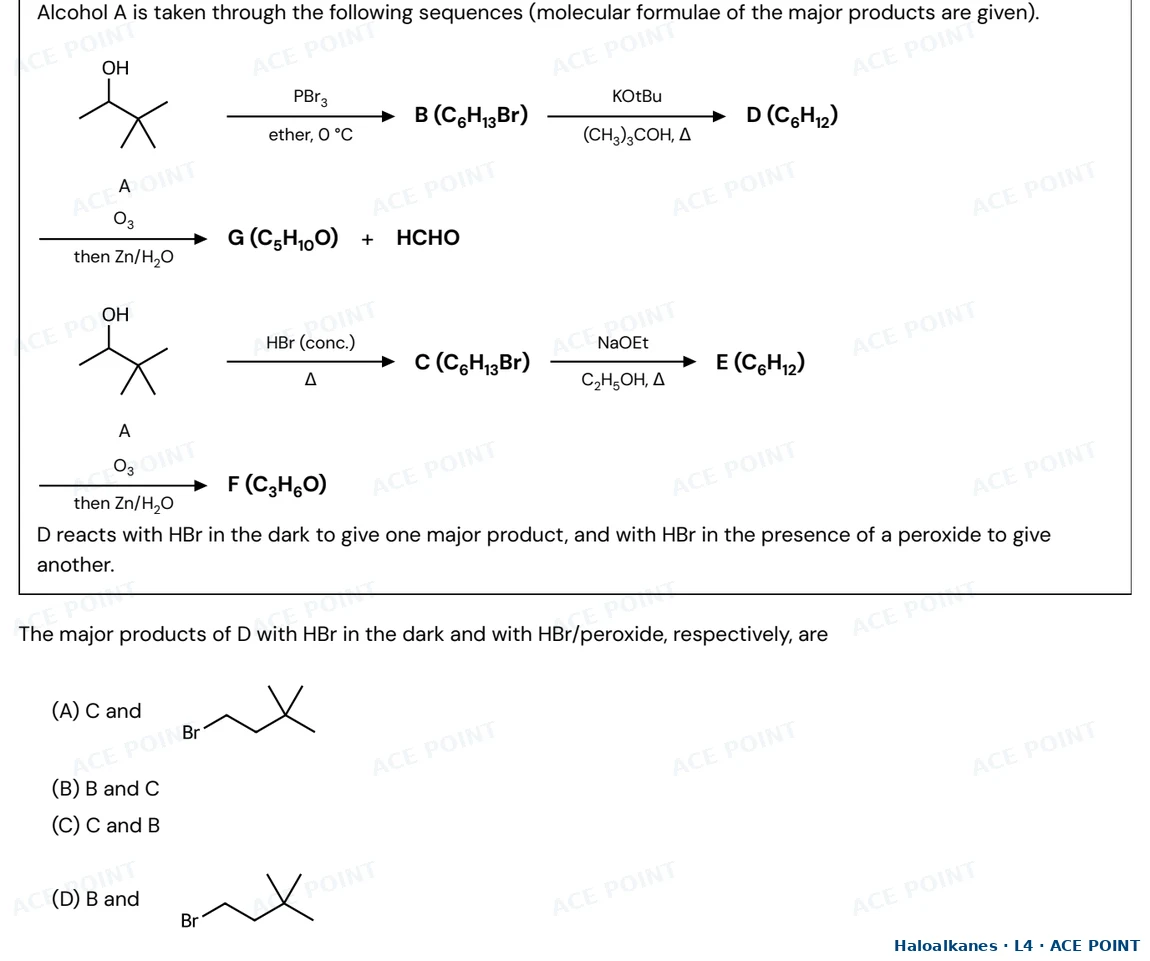 Alcohol A is taken through the following sequences (molecular formulae of the major products are given).
OH
PBr₃
KOtBu
B (C₆H₁₃Br)
D (C₆H₁₂)
ether, 0 °C
(CH₃)₃COH, Δ
A
O₃
G (C₅H₁₀O) + HCHO
then Zn/H₂O
OH
HBr (conc.)
NaOEt
C (C₆H₁₃Br)
E (C₆H₁₂)
Δ
C₂H₅OH, Δ
A
O₃
F (C₃H₆O)
then Zn/H₂O
D reacts with HBr in the dark to give one major product, and with HBr in the presence of a peroxide to give
another.
The major products of D with HBr in the dark and with HBr/peroxide, respectively, are
(A) C and
Br
(B) B and C
(C) C and B
(D) B and
Br
Haloalkanes · L4 · ACE POINT